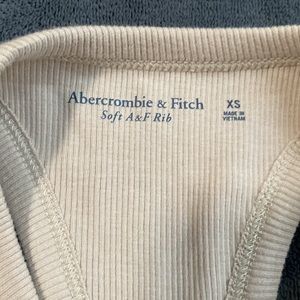 Abercrombie & Fitch
Soft A&F Rib
XS
MADE IN
VIETNAM